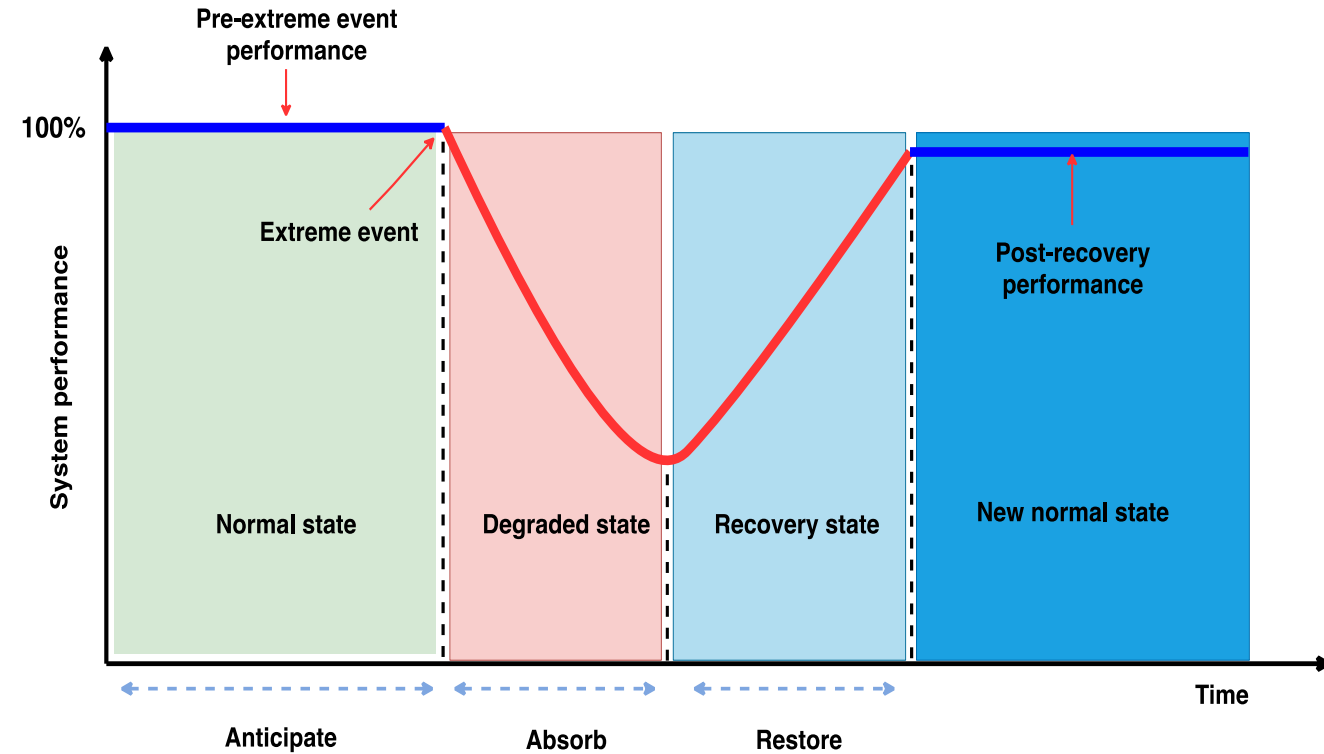 Pre-extreme event
performance
100%
Extreme event
Post-recovery
performance
System performance
Normal state
Degraded state
Recovery state
New normal state
Time
Anticipate
Absorb
Restore